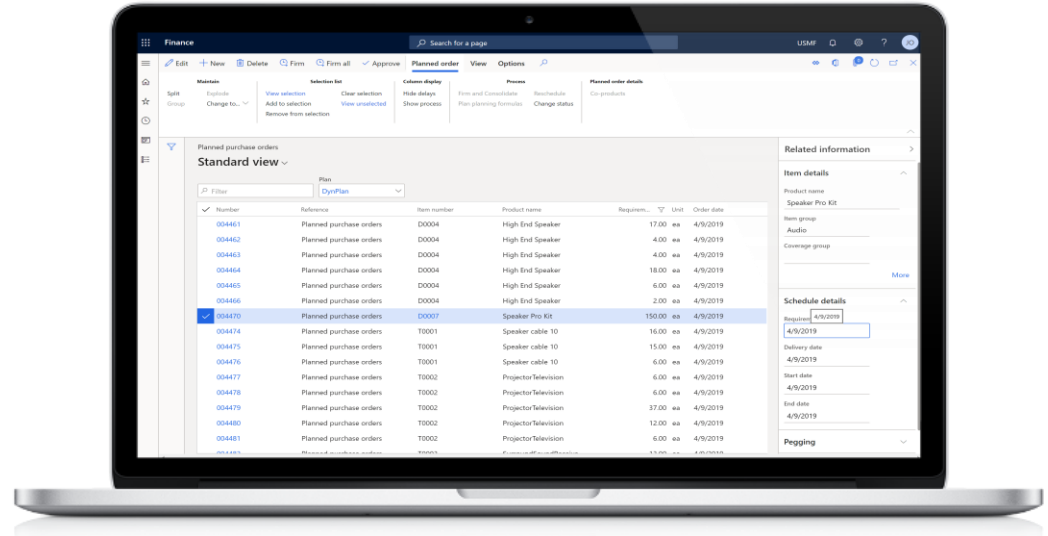 Finance
Search for a page
USMF
?
JO
Edit
New
Delete
Firm
Firm all
Approve
Planned order
View
Options
Maintain
Selection list
Column display
Process
Planned order details
Split
Explode
View selection
Clear selection
Hide delays
Firm and Consolidate
Reschedule
Co-products
Group
Change to...
Add to selection
View unselected
Show process
Plan planning formulas
Change status
Remove from selection
Planned purchase orders
Standard view
Plan
Filter
DynPlan
Number Reference Item number Product name Requirem... Unit Order date
004461 Planned purchase orders D0004 High End Speaker 17.00 ea 4/9/2019
004462 Planned purchase orders D0004 High End Speaker 4.00 ea 4/9/2019
004463 Planned purchase orders D0004 High End Speaker 4.00 ea 4/9/2019
004464 Planned purchase orders D0004 High End Speaker 18.00 ea 4/9/2019
004465 Planned purchase orders D0004 High End Speaker 6.00 ea 4/9/2019
004466 Planned purchase orders D0004 High End Speaker 2.00 ea 4/9/2019
004470 Planned purchase orders D0007 Speaker Pro Kit 150.00 ea 4/9/2019
004474 Planned purchase orders T0001 Speaker cable 10 16.00 ea 4/9/2019
004475 Planned purchase orders T0001 Speaker cable 10 15.00 ea 4/9/2019
004476 Planned purchase orders T0001 Speaker cable 10 6.00 ea 4/9/2019
004477 Planned purchase orders T0002 ProjectorTelevision 6.00 ea 4/9/2019
004478 Planned purchase orders T0002 ProjectorTelevision 6.00 ea 4/9/2019
004479 Planned purchase orders T0002 ProjectorTelevision 37.00 ea 4/9/2019
004480 Planned purchase orders T0002 ProjectorTelevision 12.00 ea 4/9/2019
004481 Planned purchase orders T0002 ProjectorTelevision 6.00 ea 4/9/2019
Related information
Item details
Product name
Speaker Pro Kit
Item group
Audio
Coverage group
More
Schedule details
Requirem
4/9/2019
4/9/2019
Delivery date
4/9/2019
Start date
4/9/2019
End date
4/9/2019
Pegging